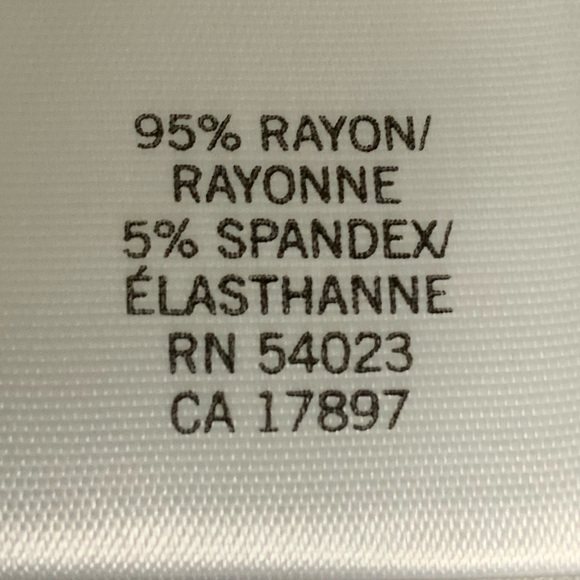 95% RAYON/
RAYONNE
5% SPANDEX/
ÉLASTHANNE
RN 54023
CA 17897